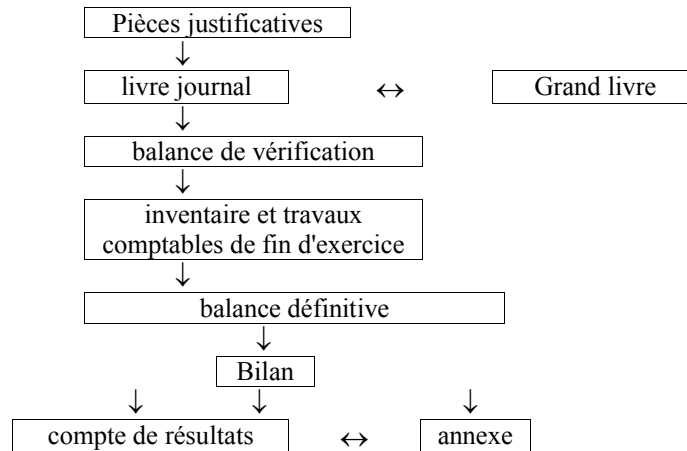 Pièces justificatives
↓
livre journal ↔ Grand livre
↓
balance de vérification
↓
inventaire et travaux
comptables de fin d'exercice
↓
balance définitive
↓
Bilan
↓ ↓ ↓
compte de résultats ↔ annexe